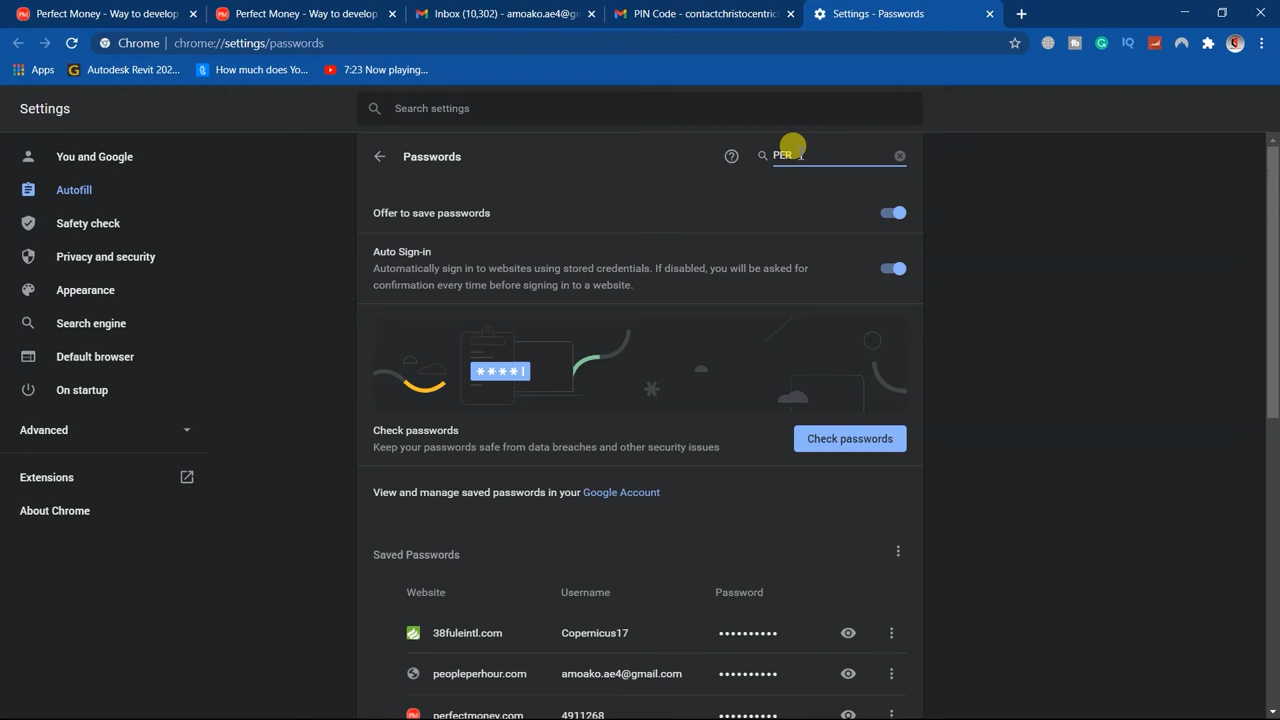 Perfect Money - Way to develop
Perfect Money - Way to develop
Inbox (10,302) - amoako.ae4@gm
PIN Code - contactchristocentric
Settings - Passwords
Chrome
chrome://settings/passwords
Apps
Autodesk Revit 202...
How much does Yo...
7:23 Now playing...
Settings
Search settings
You and Google
Autofill
Safety check
Privacy and security
Appearance
Search engine
Default browser
On startup
Advanced
Extensions
About Chrome
Passwords
PER
Offer to save passwords
Auto Sign-in
Automatically sign in to websites using stored credentials. If disabled, you will be asked for
confirmation every time before signing in to a website.
****|
Check passwords
Keep your passwords safe from data breaches and other security issues
Check passwords
View and manage saved passwords in your Google Account
Saved Passwords
Website Username Password
38fuleintl.com Copernicus17 ••••••••••
peopleperhour.com amoako.ae4@gmail.com ••••••••••
perfectmoney.com 4911268 ••••••••••